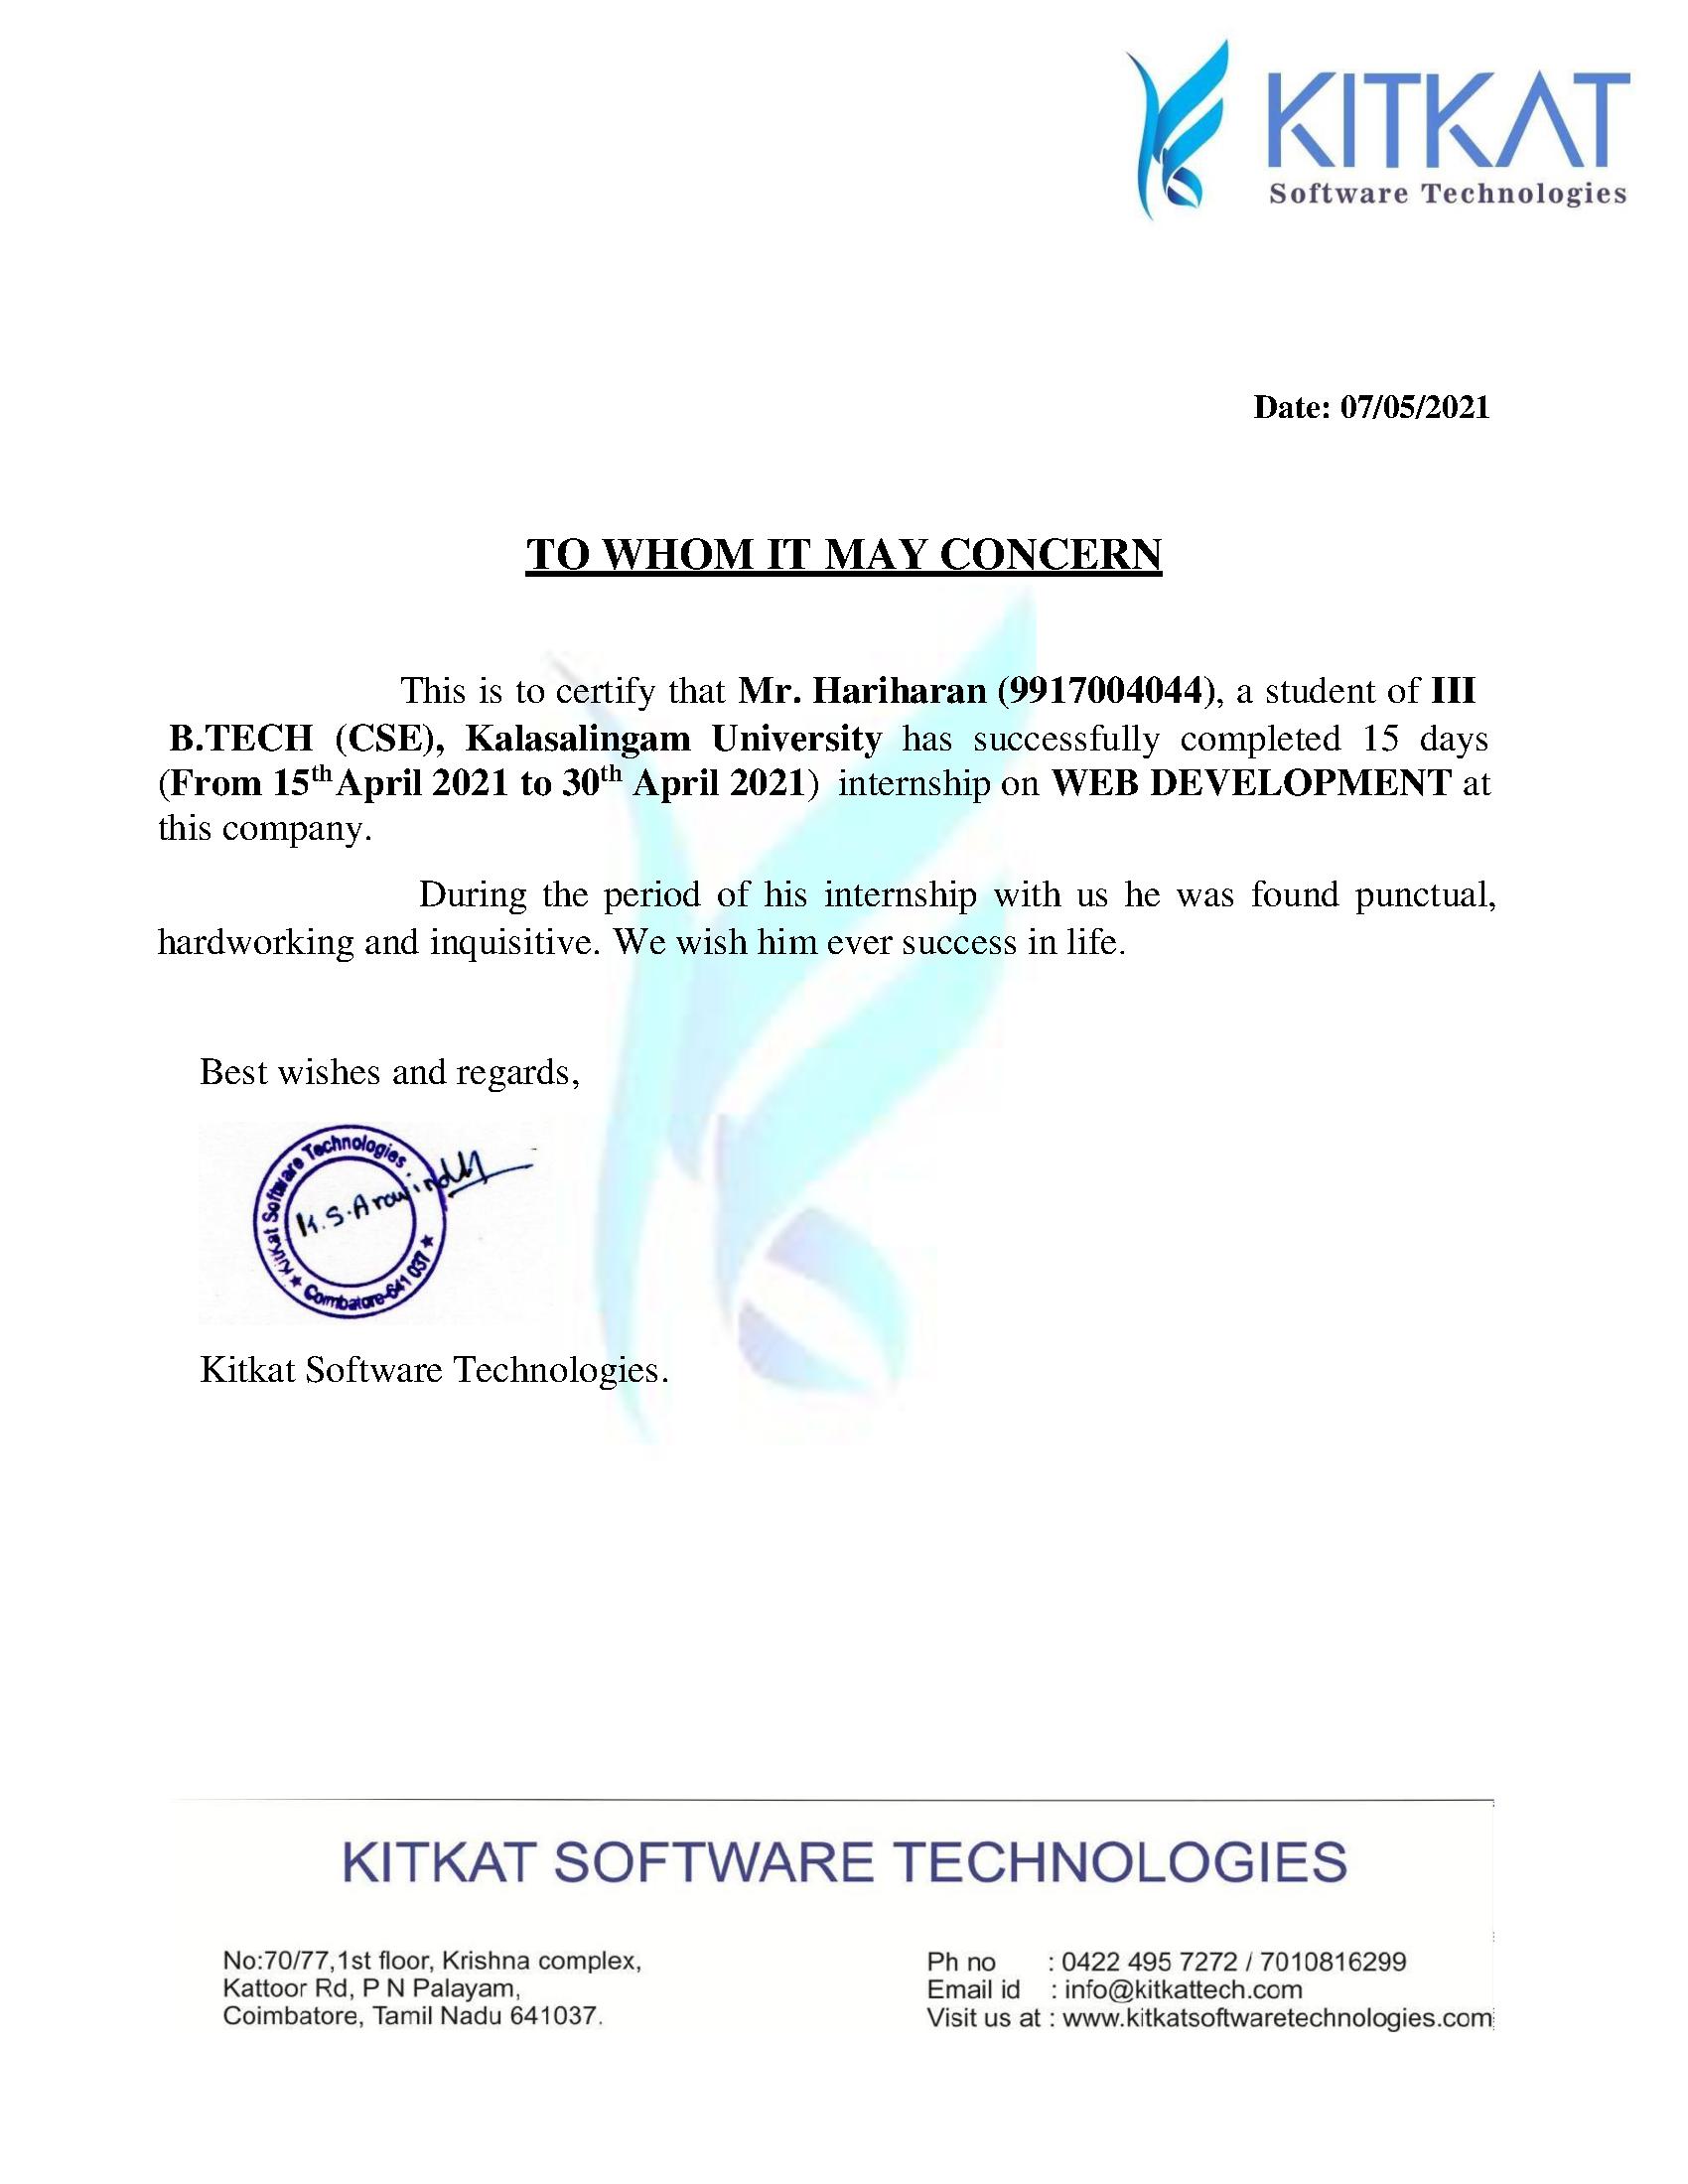 KITKAT
Software Technologies
Date: 07/05/2021
TO WHOM IT MAY CONCERN
This is to certify that Mr. Hariharan (9917004044), a student of III
B.TECH (CSE), Kalasalingam University has successfully completed 15 days
(From 15th April 2021 to 30th April 2021) internship on WEB DEVELOPMENT at
this company.
During the period of his internship with us he was found punctual,
hardworking and inquisitive. We wish him ever success in life.
Best wishes and regards,
Kitkat Software Technologies.
K.S.Aravindh
★ Coimbatore-641 037 ★
Kitkat Software Technologies.
KITKAT SOFTWARE TECHNOLOGIES
No:70/77,1st floor, Krishna complex,
Kattoor Rd, P N Palayam,
Coimbatore, Tamil Nadu 641037.
Ph no : 0422 495 7272 / 7010816299
Email id : info@kitkattech.com
Visit us at : www.kitkatsoftwaretechnologies.com